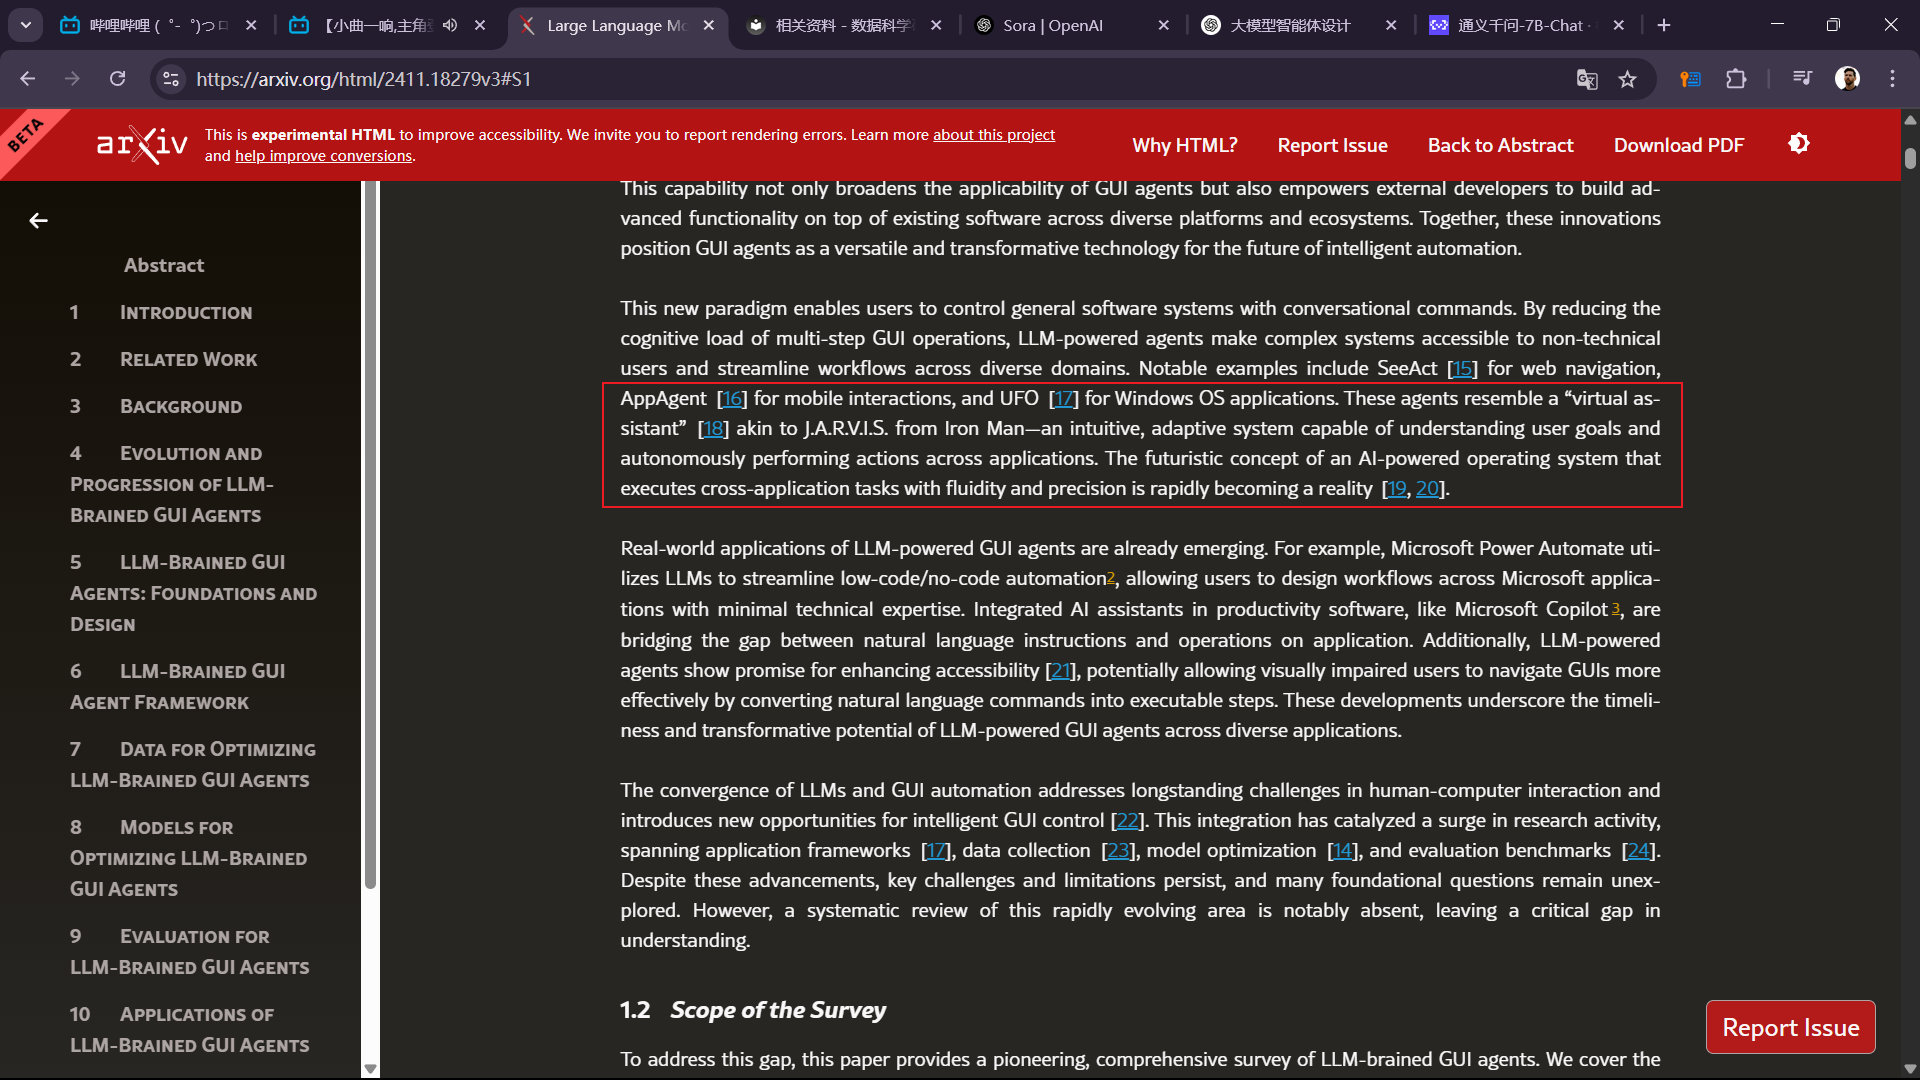 哔哩哔哩 ( ゜- ゜)つロ
【小曲一响,主角
Large Language Mo
相关资料 - 数据科学
Sora | OpenAI
大模型智能体设计
通义千问-7B-Chat ·
https://arxiv.org/html/2411.18279v3#S1
BETA
arXiv
This is experimental HTML to improve accessibility. We invite you to report rendering errors. Learn more about this project
and help improve conversions.
Why HTML?
Report Issue
Back to Abstract
Download PDF
Abstract
1 INTRODUCTION
2 RELATED WORK
3 BACKGROUND
4 EVOLUTION AND
PROGRESSION OF LLM-
BRAINED GUI AGENTS
5 LLM-BRAINED GUI
AGENTS: FOUNDATIONS AND
DESIGN
6 LLM-BRAINED GUI
AGENT FRAMEWORK
7 DATA FOR OPTIMIZING
LLM-BRAINED GUI AGENTS
8 MODELS FOR
OPTIMIZING LLM-BRAINED
GUI AGENTS
9 EVALUATION FOR
LLM-BRAINED GUI AGENTS
10 APPLICATIONS OF
LLM-BRAINED GUI AGENTS
This capability not only broadens the applicability of GUI agents but also empowers external developers to build ad-
vanced functionality on top of existing software across diverse platforms and ecosystems. Together, these innovations
position GUI agents as a versatile and transformative technology for the future of intelligent automation.
This new paradigm enables users to control general software systems with conversational commands. By reducing the
cognitive load of multi-step GUI operations, LLM-powered agents make complex systems accessible to non-technical
users and streamline workflows across diverse domains. Notable examples include SeeAct [15] for web navigation,
AppAgent [16] for mobile interactions, and UFO [17] for Windows OS applications. These agents resemble a “virtual as-
sistant” [18] akin to J.A.R.V.I.S. from Iron Man—an intuitive, adaptive system capable of understanding user goals and
autonomously performing actions across applications. The futuristic concept of an AI-powered operating system that
executes cross-application tasks with fluidity and precision is rapidly becoming a reality [19, 20].
Real-world applications of LLM-powered GUI agents are already emerging. For example, Microsoft Power Automate uti-
lizes LLMs to streamline low-code/no-code automation2, allowing users to design workflows across Microsoft applica-
tions with minimal technical expertise. Integrated AI assistants in productivity software, like Microsoft Copilot3, are
bridging the gap between natural language instructions and operations on application. Additionally, LLM-powered
agents show promise for enhancing accessibility [21], potentially allowing visually impaired users to navigate GUIs more
effectively by converting natural language commands into executable steps. These developments underscore the timeli-
ness and transformative potential of LLM-powered GUI agents across diverse applications.
The convergence of LLMs and GUI automation addresses longstanding challenges in human-computer interaction and
introduces new opportunities for intelligent GUI control [22]. This integration has catalyzed a surge in research activity,
spanning application frameworks [17], data collection [23], model optimization [14], and evaluation benchmarks [24].
Despite these advancements, key challenges and limitations persist, and many foundational questions remain unex-
plored. However, a systematic review of this rapidly evolving area is notably absent, leaving a critical gap in
understanding.
1.2 Scope of the Survey
To address this gap, this paper provides a pioneering, comprehensive survey of LLM-brained GUI agents. We cover the
Report Issue